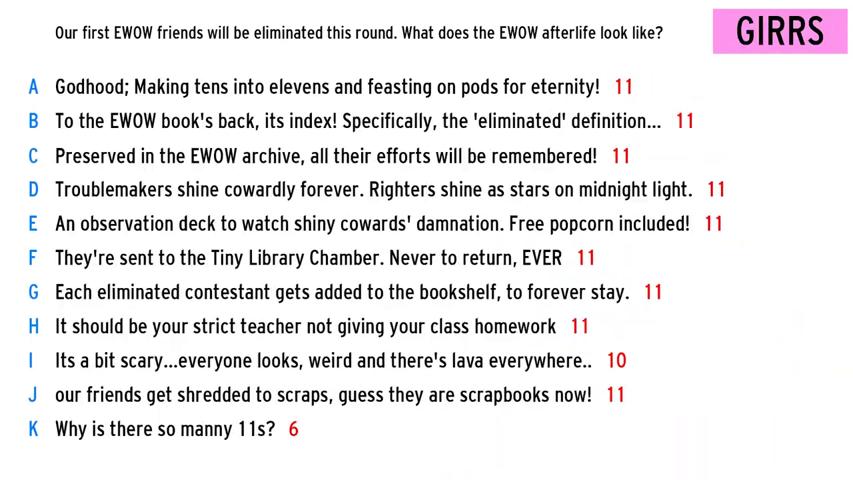 Our first EWOW friends will be eliminated this round. What does the EWOW afterlife look like?
GIRRS
A Godhood; Making tens into elevens and feasting on pods for eternity! 11
B To the EWOW book's back, its index! Specifically, the 'eliminated' definition... 11
C Preserved in the EWOW archive, all their efforts will be remembered! 11
D Troublemakers shine cowardly forever. Righters shine as stars on midnight light. 11
E An observation deck to watch shiny cowards' damnation. Free popcorn included! 11
F They're sent to the Tiny Library Chamber. Never to return, EVER 11
G Each eliminated contestant gets added to the bookshelf, to forever stay. 11
H It should be your strict teacher not giving your class homework 11
I Its a bit scary...everyone looks, weird and there's lava everywhere.. 10
J our friends get shredded to scraps, guess they are scrapbooks now! 11
K Why is there so manny 11s? 6